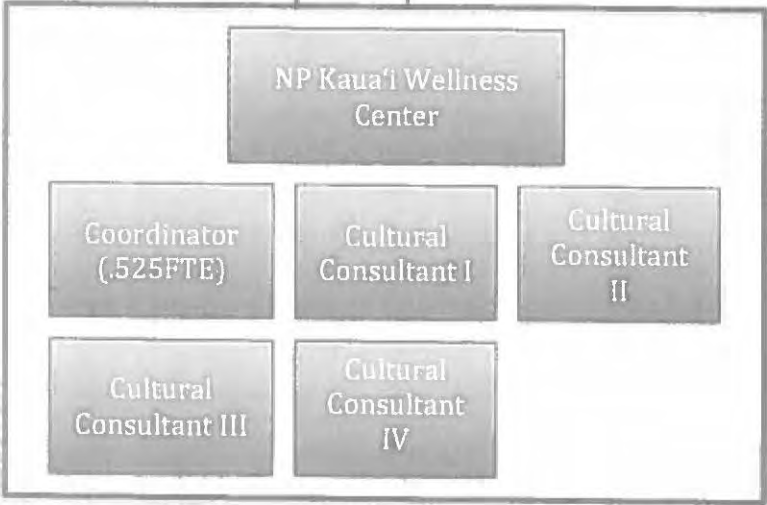 NP Kaua'i Wellness
Center
Coordinator
(.525FTE)
Cultural
Consultant I
Cultural
Consultant
II
Cultural
Consultant III
Cultural
Consultant
IV